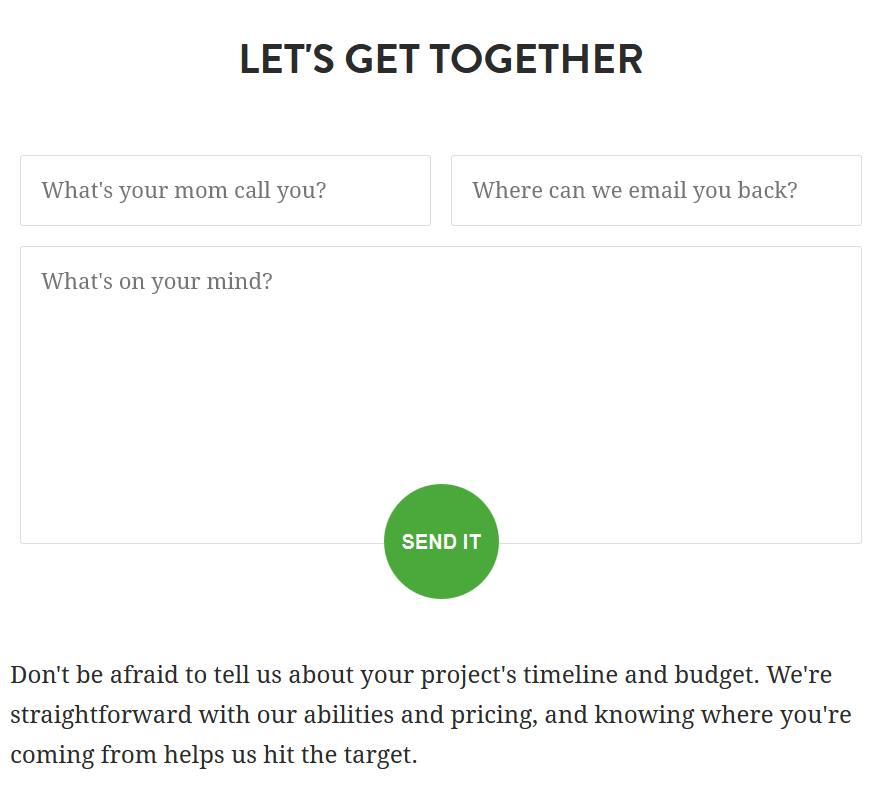 LET'S GET TOGETHER
What's your mom call you?
Where can we email you back?
What's on your mind?
SEND IT
Don't be afraid to tell us about your project's timeline and budget. We're
straightforward with our abilities and pricing, and knowing where you're
coming from helps us hit the target.